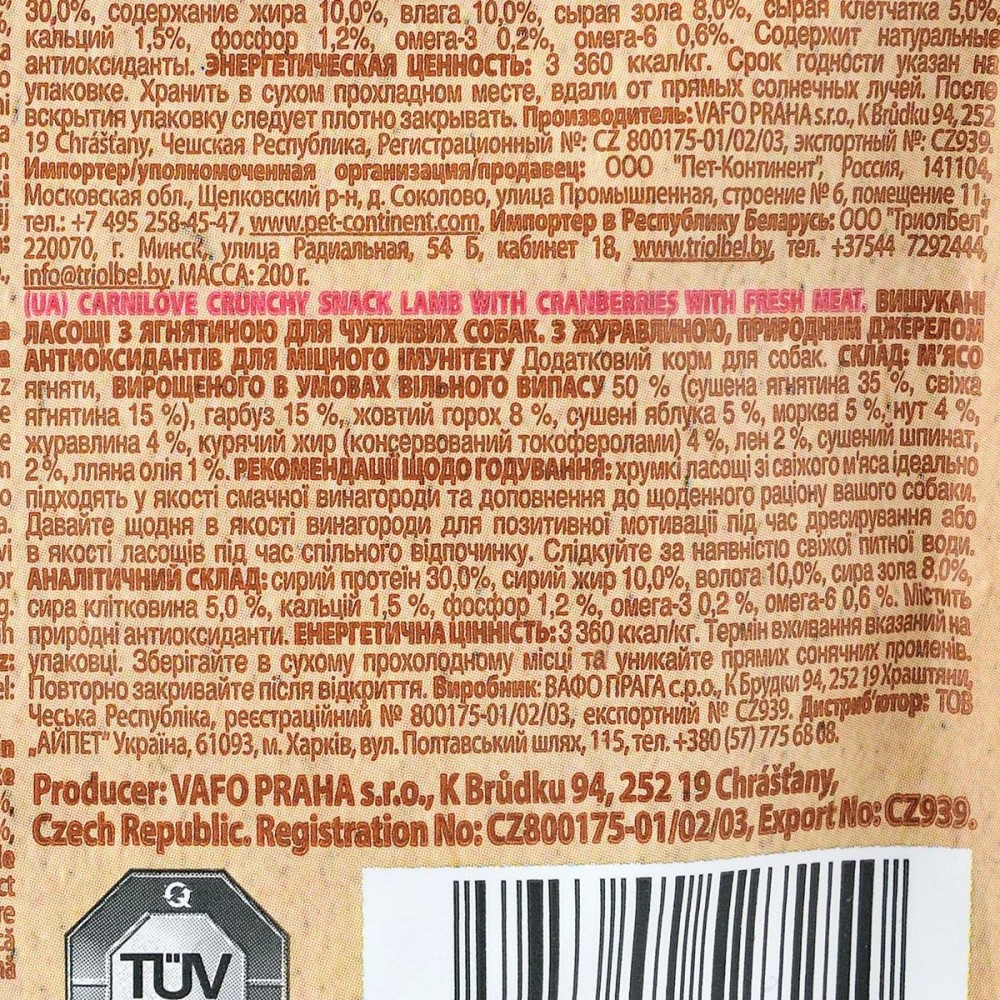 30,0%, содержание жира 10,0%, влага 10,0%, сырая зола 8,0%, сырая клетчатка 5,0%
кальций 1,5%, фосфор 1,2%, омега-3 0,2%, омега-6 0,6%. Содержит натуральные
антиоксиданты. ЭНЕРГЕТИЧЕСКАЯ ЦЕННОСТЬ: 3 360 ккал/кг. Срок годности указан на
упаковке. Хранить в сухом прохладном месте, вдали от прямых солнечных лучей. После
вскрытия упаковку следует плотно закрывать. Производитель: VAFO PRAHA s.r.o., K Brůdku 94, 252
19 Chrášťany, Чешская Республика, Регистрационный №: CZ 800175-01/02/03, экспортный №: CZ939.
Импортер/уполномоченная организация/продавец: ООО "Пет-Континент", Россия, 141104,
Московская обл., Щелковский р-н, д. Соколово, улица Промышленная, строение № 6, помещение 11,
тел.: +7 495 258-45-47, www.pet-continent.com. Импортер в Республику Беларусь: ООО "ТриолБел",
220070, г. Минск, улица Радиальная, 54 Б, кабинет 18, www.triolbel.by, тел. +37544 7292444,
info@triolbel.by. МАССА: 200 г.
(UA) CARNILOVE CRUNCHY SNACK LAMB WITH CRANBERRIES WITH FRESH MEAT. ВИШУКАНІ
ЛАСОЩІ З ЯГНЯТИНОЮ ДЛЯ ЧУТЛИВИХ СОБАК. З ЖУРАВЛИНОЮ, ПРИРОДНИМ ДЖЕРЕЛОМ
АНТИОКСИДАНТІВ ДЛЯ МІЦНОГО ІМУНІТЕТУ Додатковий корм для собак. СКЛАД: М'ЯСО
ягняти, ВИРОЩЕНОГО В УМОВАХ ВІЛЬНОГО ВИПАСУ 50 % (сушена ягнятина 35 %, свіжа
ягнятина 15 %), гарбуз 15 %, жовтий горох 8 %, сушені яблука 5 %, морква 5 %, нут 4 %,
журавлина 4 %, курячий жир (консервований токоферолами) 4 %, лен 2 %, сушений шпинат,
2 %, лляна олія 1 %. РЕКОМЕНДАЦІЇ ЩОДО ГОДУВАННЯ: хрумкі ласощі зі свіжого м'яса ідеально
підходять у якості смачної винагороди та доповнення до щоденного раціону вашого собаки.
Давайте щодня в якості винагороди для позитивної мотивації під час дресирування або
в якості ласощів під час спільного відпочинку. Слідкуйте за наявністю свіжої питної води.
АНАЛІТИЧНИЙ СКЛАД: сирий протеін 30,0%, сирий жир 10,0%, волога 10,0%, сира зола 8,0%,
сира клітковина 5,0 %, кальцій 1,5 %, фосфор 1,2 %, омега-3 0,2 %, омега-6 0,6 %. Містить
природні антиоксиданти. ЕНЕРГЕТИЧНА ЦІННІСТЬ: 3 360 ккал/кг. Термін вживання вказаний на
упаковці. Зберігайте в сухому прохолодному місці та уникайте прямих сонячних променів.
Повторно закривайте після відкриття. Виробник: ВАФО ПРАГА с.р.о., К Брудки 94, 252 19 Храштяни,
Чеська Республіка, реєстраційний № 800175-01/02/03, експортний № CZ939. Дистриб'ютор: ТОВ
„АЙПЕТ" Україна, 61093, м. Харків, вул. Полтавський шлях, 115, тел. +380 (57) 775 68 08.
Producer: VAFO PRAHA s.r.o., K Brůdku 94, 252 19 Chrášťany,
Czech Republic. Registration No: CZ800175-01/02/03, Export No: CZ939.
TÜV